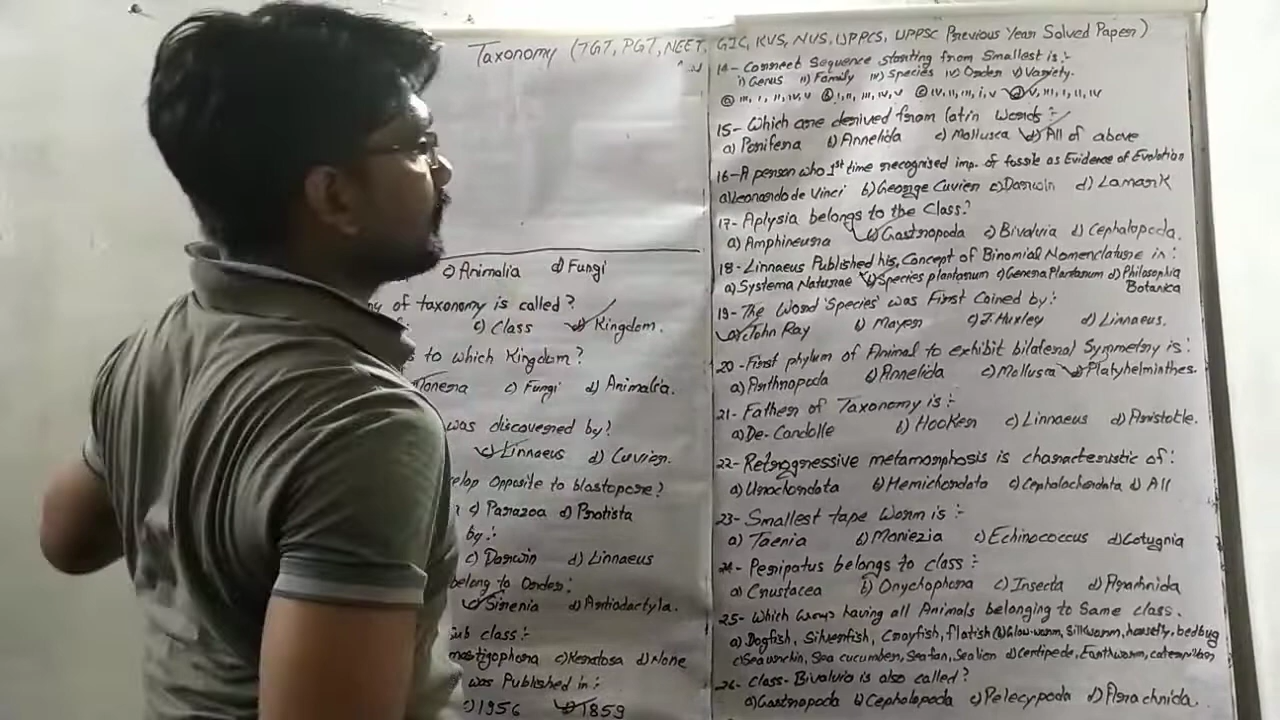 Taxonomy (TGT, PGT, NEET, GIC, KVS, NVS, UPPCS, UPPSC Previous Year Solved Paper)
c) Animalia d) Fungi
my of taxonomy is called?
c) Class d) Kingdom.
s to which Kingdom?
Monera c) Fungi d) Animalia.
was discovered by?
c) Linnaeus d) Cuvier.
elop opposite to blastopore?
c) Parazoa d) Protista
by:
c) Darwin d) Linnaeus
belong to Order:
c) Sirenia d) Artiodactyla.
Sub class:-
mastigophora c) Keratosa d) None
was Published in:-
c) 1956 d) 1859
14- Correct Sequence starting from Smallest is:-
i) Genus ii) Family iii) Species iv) Order v) Variety.
a) iii, i, ii, iv, v b) i, ii, iii, iv, v c) iv, ii, iii, i, v d) v, iii, i, ii, iv
15- Which are derived from latin Words:-
a) Porifera b) Annelida c) Mollusca d) All of above
16- A person who 1st time recognised imp. of fossile as Evidence of Evolution
a) Leonardo de Vinci b) George Cuvier c) Darwin d) Lamark
17- Aplysia belongs to the Class?
a) Amphineura b) Gastropoda c) Bivalvia d) Cephalopoda.
18- Linnaeus Published his, Concept of Binomial Nomenclature in:
a) Systema Naturae b) Species plantarum c) Genera Plantarum d) Philosophia Botanica
19- The Word 'Species' was First Coined by:
a) John Ray b) Mayer c) J. Huxley d) Linnaeus.
20- First phylum of Animal to exhibit bilateral Symmetry is:
a) Arthropoda b) Annelida c) Mollusca d) Platyhelminthes.
21- Father of Taxonomy is:-
a) De-Candolle b) Hooker c) Linnaeus d) Aristotle.
22- Retrogressive metamorphosis is characteristic of:
a) Urochordata b) Hemichordata c) Cephalochordata d) All
23- Smallest tape Worm is:-
a) Taenia b) Moniezia c) Echinococcus d) Cotugnia
24- Peripatus belongs to class:
a) Crustacea b) Onychophora c) Insecta d) Arachnida
25- Which Group having all Animals belonging to Same class.
a) Dogfish, Silverfish, Crayfish, flatish b) Glow-worm, Silkworm, housefly, bedbug
c) Sea urchin, Sea cucumber, Sea fan, Sea lion d) Centipede, Earthworm, caterpillar
26- Class- Bivalvia is also called?
a) Gastropoda b) Cephalopoda c) Pelecypoda d) Arachnida.